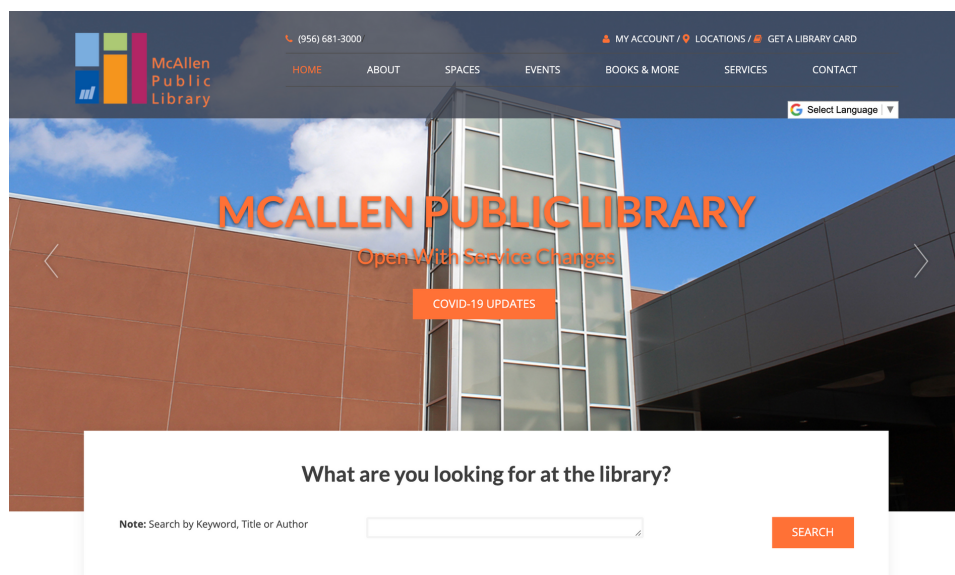 McAllen
Public
Library
(956) 681-3000
MY ACCOUNT / LOCATIONS / GET A LIBRARY CARD
HOME ABOUT SPACES EVENTS BOOKS & MORE SERVICES CONTACT
G Select Language ▼
MCALLEN PUBLIC LIBRARY
Open With Service Changes
COVID-19 UPDATES
What are you looking for at the library?
Note: Search by Keyword, Title or Author
SEARCH